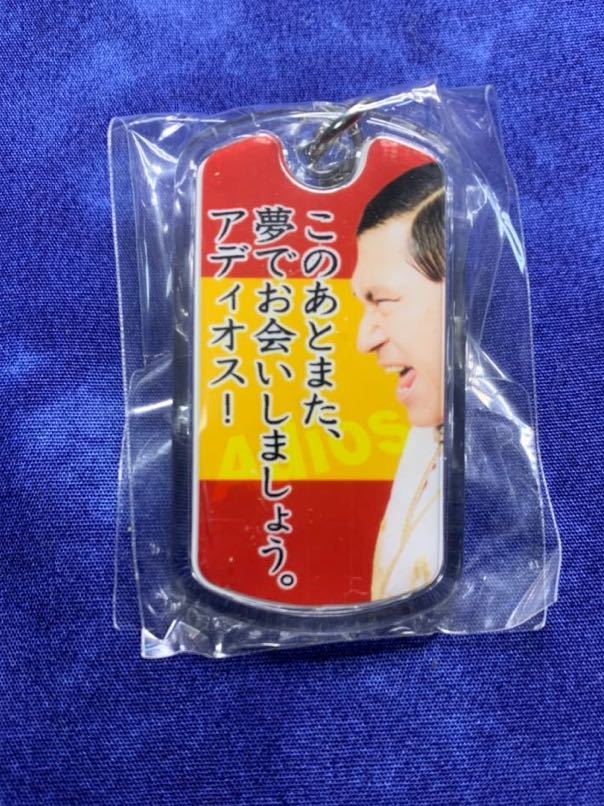 このあとまた、
夢でお会いしましょう。
アディオス!
Adios